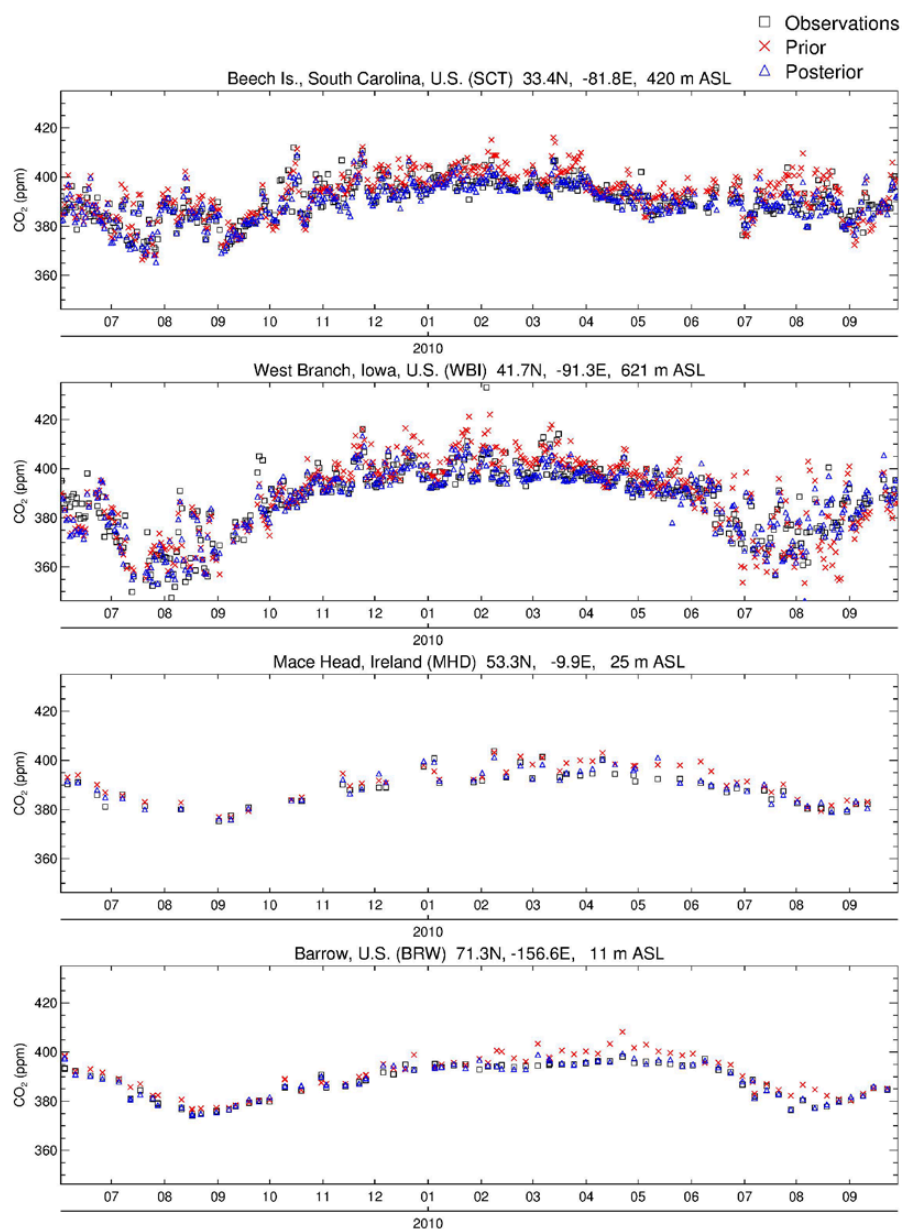 Observations
Prior
Posterior
Beech Is., South Carolina, U.S. (SCT) 33.4N, -81.8E, 420 m ASL
420
400
380
360
CO₂ (ppm)
07 08 09 10 11 12 01 02 03 04 05 06 07 08 09
2010
West Branch, Iowa, U.S. (WBI) 41.7N, -91.3E, 621 m ASL
420
400
380
360
CO₂ (ppm)
07 08 09 10 11 12 01 02 03 04 05 06 07 08 09
2010
Mace Head, Ireland (MHD) 53.3N, -9.9E, 25 m ASL
420
400
380
360
CO₂ (ppm)
07 08 09 10 11 12 01 02 03 04 05 06 07 08 09
2010
Barrow, U.S. (BRW) 71.3N, -156.6E, 11 m ASL
420
400
380
360
CO₂ (ppm)
07 08 09 10 11 12 01 02 03 04 05 06 07 08 09
2010